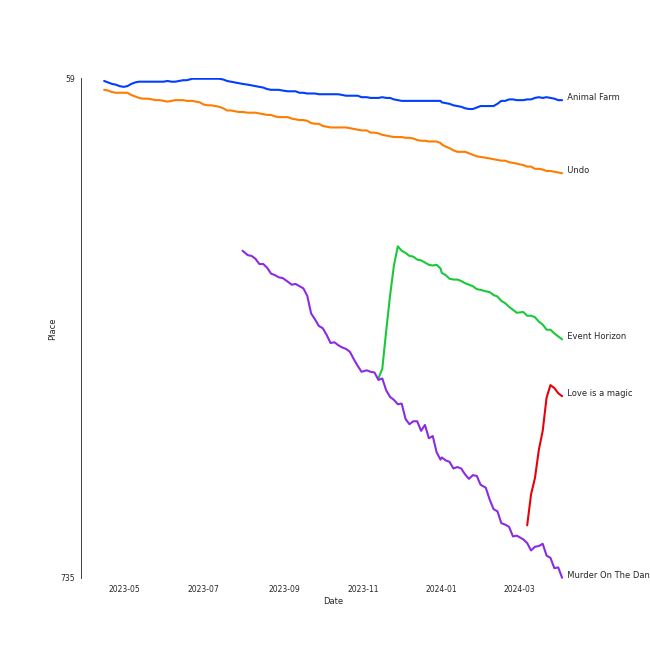 59
Animal Farm
Undo
Place
Event Horizon
Love is a magic
735
Murder On The Dan
2023-05 2023-07 2023-09 2023-11 2024-01 2024-03
Date